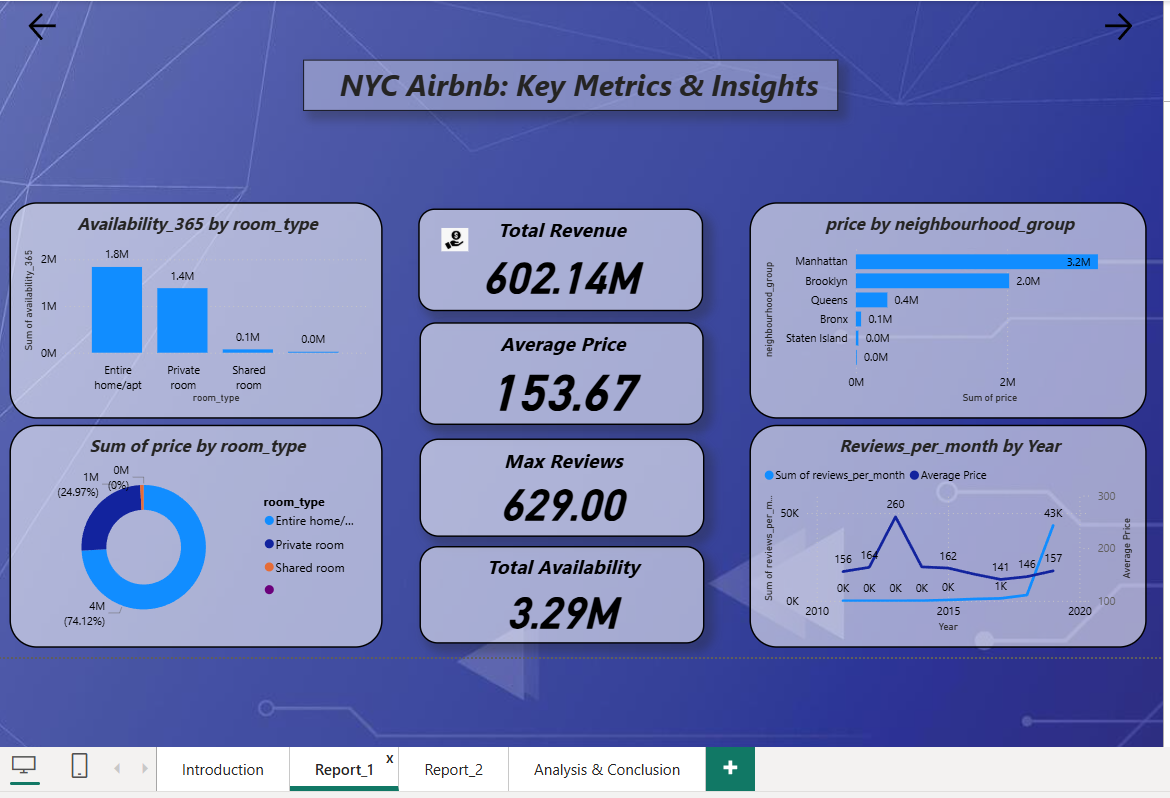 NYC Airbnb: Key Metrics & Insights
Availability_365 by room_type
Sum of availability_365
2M
1M
0M
1.8M
1.4M
0.1M
0.0M
Entire
home/apt
Private
room
Shared
room
room_type
Total Revenue
602.14M
Average Price
153.67
Max Reviews
629.00
Total Availability
3.29M
price by neighbourhood_group
neighbourhood_group
Manhattan
3.2M
Brooklyn
2.0M
Queens
0.4M
Bronx
0.1M
Staten Island
0.0M
0.0M
0M
2M
Sum of price
Sum of price by room_type
0M
(0%)
1M
(24.97%)
4M
(74.12%)
room_type
Entire home/...
Private room
Shared room
Reviews_per_month by Year
Sum of reviews_per_month
Average Price
Sum of reviews_per_m...
50K
0K
156
164
260
162
141
146
157
43K
0K
0K
0K
0K
0K
1K
300
200
100
Average Price
2010
2015
2020
Year
Introduction
Report_1
x
Report_2
Analysis & Conclusion
+